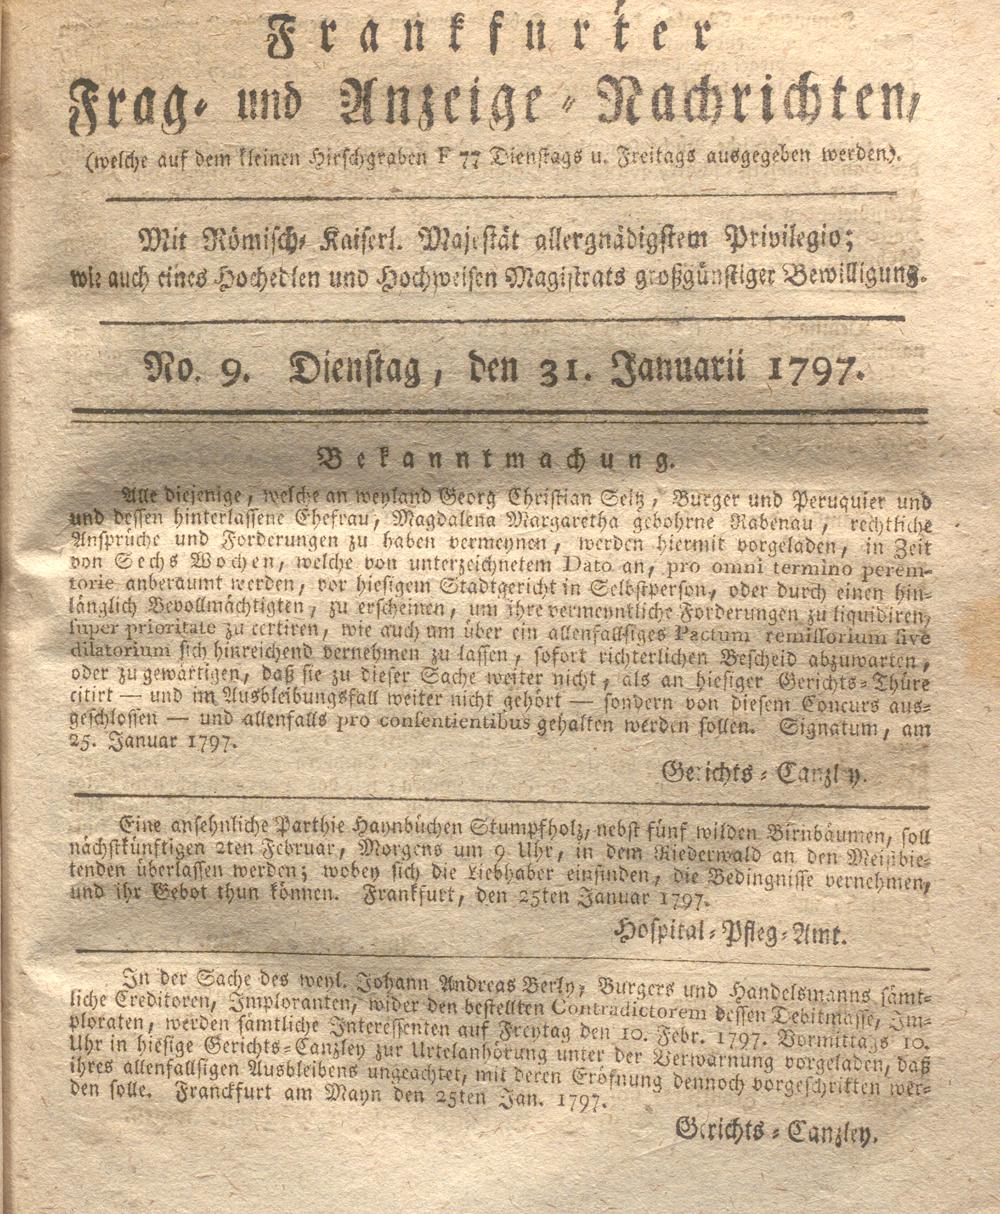 Frankfurter
Frag- und Anzeige-Nachrichten,
(welche auf dem kleinen Hirschgraben F 77 Dienstags u. Freitags ausgegeben werden).
Mit Römisch-Kaiserl. Majestät allergnädigstem Privilegio;
wie auch eines Hochedlen und Hochweisen Magistrats großgünstiger Bewilligung.
No. 9. Dienstag, den 31. Januarii 1797.
Bekanntmachung.
Alle diejenige, welche an weyland Georg Christian Seltz, Burger und Peruquier und
und dessen hinterlassene Ehefrau, Magdalena Margaretha gebohrne Rabenau, rechtliche
Ansprüche und Forderungen zu haben vermeynen, werden hiermit vorgeladen, in Zeit
von Sechs Wochen, welche von unterzeichnetem Dato an, pro omni termino perem-
torie anberaumt werden, vor hiesigem Stadtgericht in Selbstperson, oder durch einen hin-
länglich Bevollmächtigten, zu erscheinen, um ihre vermeyntliche Forderungen zu liquidiren,
super prioritate zu certiren, wie auch um über ein allenfallsiges Pactum remissorium sive
dilatorium sich hinreichend vernehmen zu lassen, sofort richterlichen Bescheid abzuwarten,
oder zu gewärtigen, daß sie zu dieser Sache weiter nicht, als an hiesiger Gerichts-Thüre
citirt — und im Ausbleibungsfall weiter nicht gehört — sondern von diesem Concurs aus-
geschlossen — und allenfalls pro consentientibus gehalten werden sollen. Signatum, am
25. Januar 1797.
Gerichts-Canzley.
Eine ansehnliche Parthie Haynbüchen Stumpfholz, nebst fünf wilden Birnbäumen, soll
nächstkünftigen 2ten Februar, Morgens um 9 Uhr, in dem Riederwald an den Meistbie-
tenden überlassen werden; wobey sich die Liebhaber einfinden, die Bedingnisse vernehmen,
und ihr Gebot thun können. Frankfurt, den 25ten Januar 1797.
Hospital-Pfleg-Amt.
In der Sache des weyl. Johann Andreas Berly, Burgers und Handelsmanns sämt-
liche Creditoren, Imploranten, wider den bestellten Contradictorem dessen Debitmasse, Im-
ploraten, werden sämtliche Interessenten auf Freytag den 10. Febr. 1797. Vormittags 10.
Uhr in hiesige Gerichts-Canzley zur Urtelanhörung unter der Verwarnung vorgeladen, daß
ihres allenfallsigen Ausbleibens ungeachtet, mit deren Eröfnung dennoch vorgeschritten wer-
den solle. Franckfurt am Mayn den 25ten Jan. 1797.
Gerichts-Canzley.